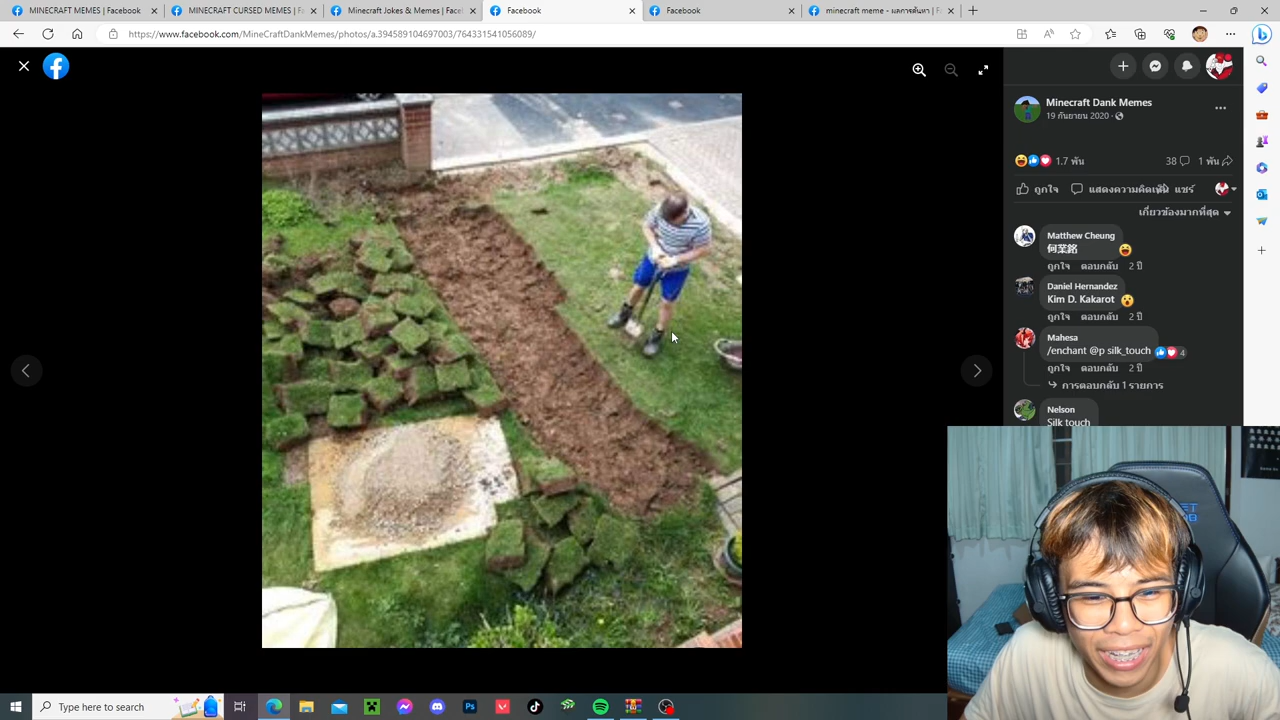 MINECRAFT MEMES | Facebook
MINECRAFT CURSED MEMES | F
Minecraft Jokes & Memes | Face
Facebook
Facebook
minecraft meme - ผลการค้นหา | F
https://www.facebook.com/MineCraftDankMemes/photos/a.394589104697003/764331541056089/
Minecraft Dank Memes
19 กันยายน 2020
1.7 พัน
38
1 พัน
ถูกใจ
แสดงความคิดเห็น
แชร์
เกี่ยวข้องมากที่สุด
Matthew Cheung
何業銘
ถูกใจ ตอบกลับ 2 ปี
Daniel Hernandez
Kim D. Kakarot
ถูกใจ ตอบกลับ 2 ปี
Mahesa
/enchant @p silk_touch
4
ถูกใจ ตอบกลับ 2 ปี
การตอบกลับ 1 รายการ
Nelson
Silk touch
Type here to search